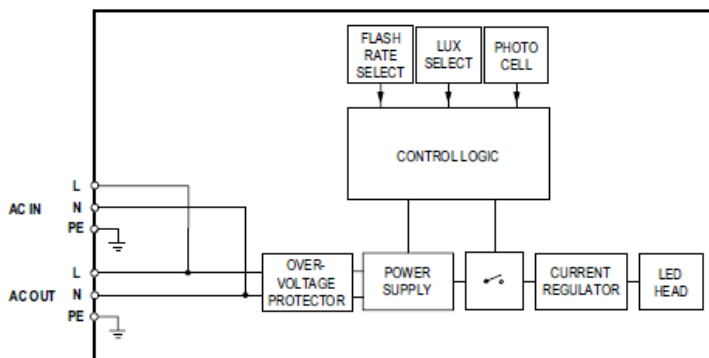 FLASH
RATE
SELECT
LUX
SELECT
PHOTO
CELL
CONTROL LOGIC
AC IN
L
N
PE
AC OUT
L
N
PE
OVER-
VOLTAGE
PROTECTOR
POWER
SUPPLY
CURRENT
REGULATOR
LED
HEAD